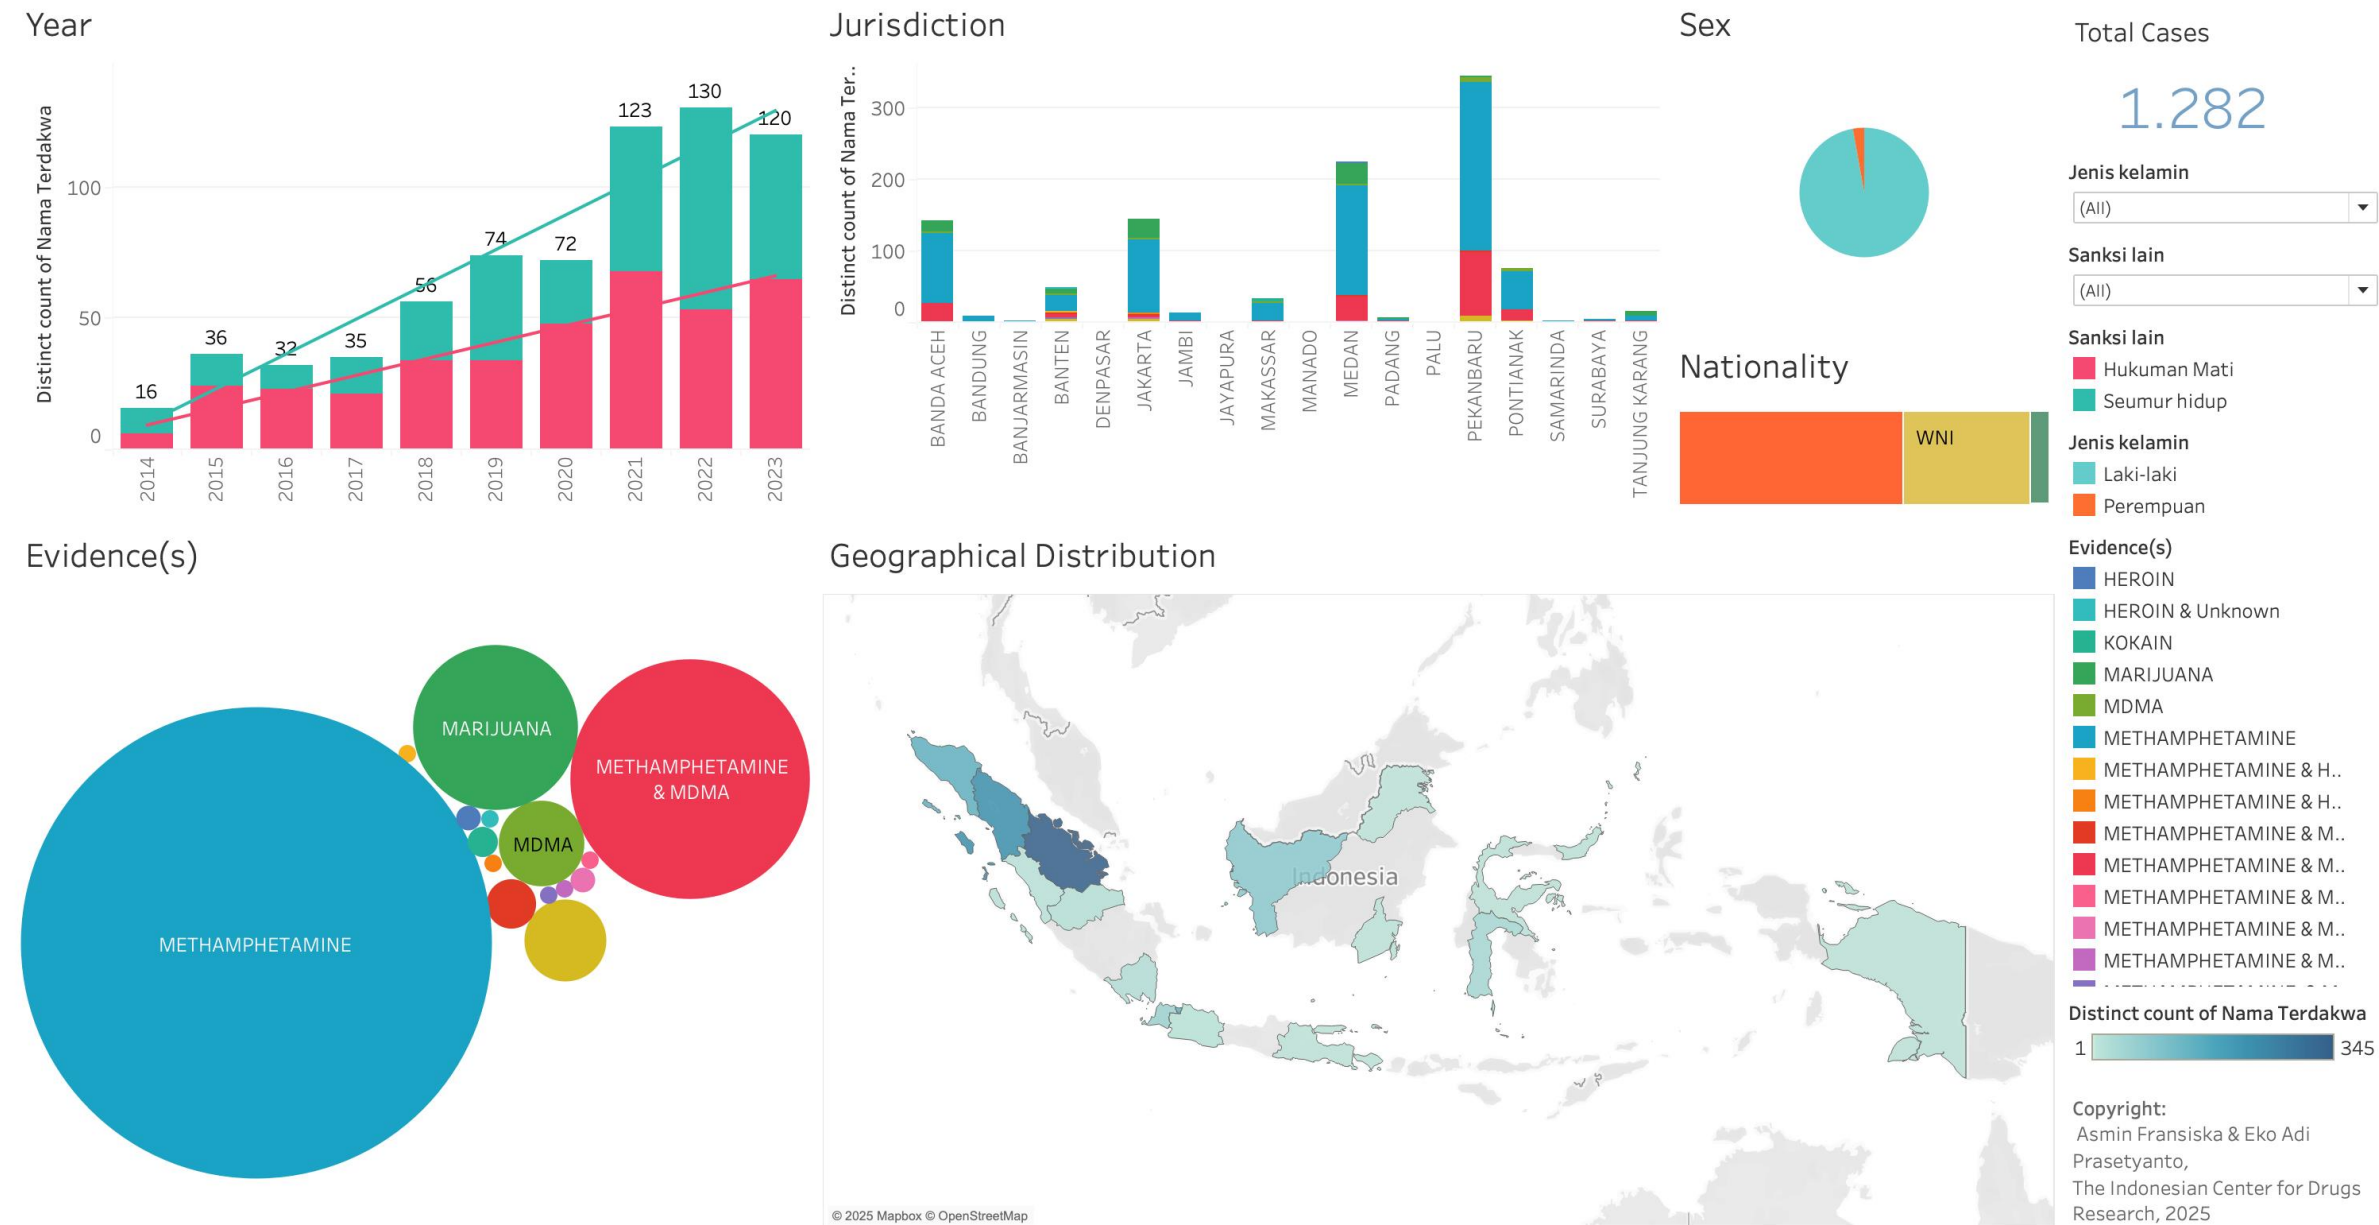 Year
Distinct count of Nama Terdakwa
100
50
0
16
36
32
35
56
74
72
123
130
120
2014
2015
2016
2017
2018
2019
2020
2021
2022
2023
Jurisdiction
Distinct count of Nama Ter..
300
200
100
0
BANDA ACEH
BANDUNG
BANJARMASIN
BANTEN
DENPASAR
JAKARTA
JAMBI
JAYAPURA
MAKASSAR
MANADO
MEDAN
PADANG
PALU
PEKANBARU
PONTIANAK
SAMARINDA
SURABAYA
TANJUNG KARANG
Sex
Nationality
WNI
Total Cases
1.282
Jenis kelamin
(All)
Sanksi lain
(All)
Sanksi lain
Hukuman Mati
Seumur hidup
Jenis kelamin
Laki-laki
Perempuan
Evidence(s)
HEROIN
HEROIN & Unknown
KOKAIN
MARIJUANA
MDMA
METHAMPHETAMINE
METHAMPHETAMINE & H..
METHAMPHETAMINE & H..
METHAMPHETAMINE & M..
METHAMPHETAMINE & M..
METHAMPHETAMINE & M..
METHAMPHETAMINE & M..
METHAMPHETAMINE & M..
Distinct count of Nama Terdakwa
1
345
Copyright:
Asmin Fransiska & Eko Adi
Prasetyanto,
The Indonesian Center for Drugs
Research, 2025
Evidence(s)
MARIJUANA
METHAMPHETAMINE
& MDMA
MDMA
METHAMPHETAMINE
Geographical Distribution
Indonesia
© 2025 Mapbox © OpenStreetMap